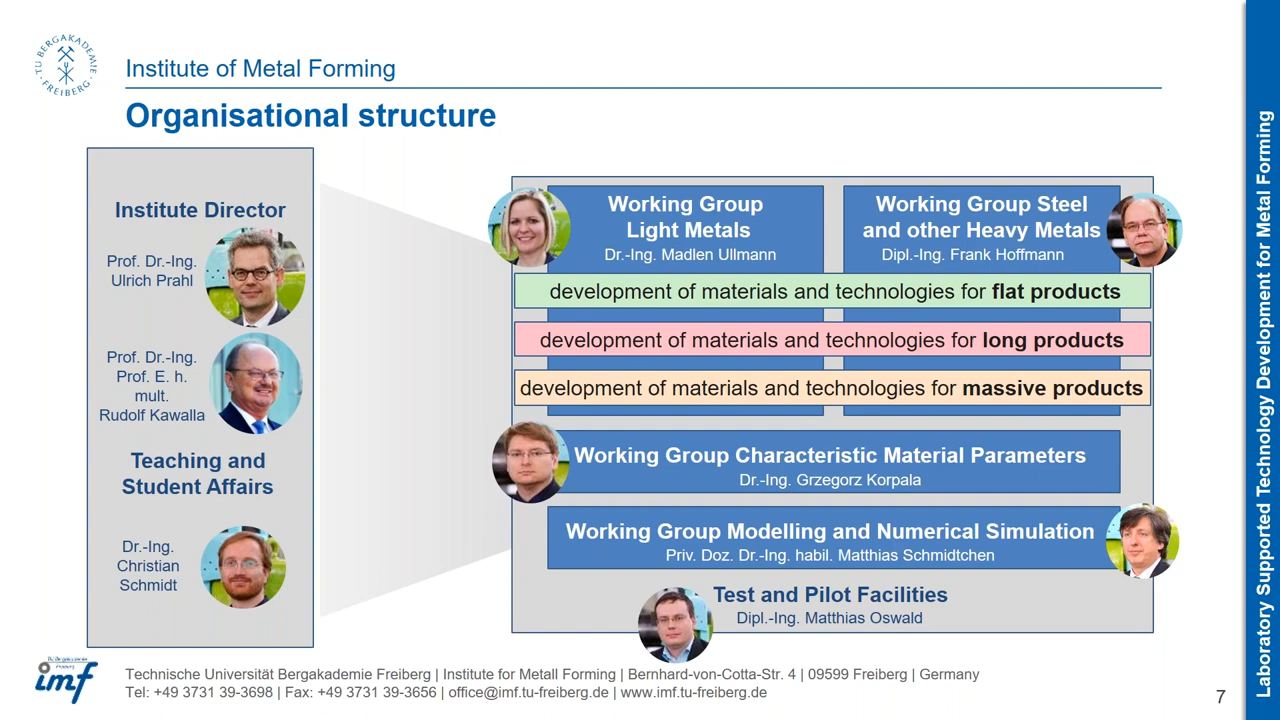 TU BERGAKADEMIE FREIBERG
Institute of Metal Forming
Organisational structure
Institute Director
Prof. Dr.-Ing.
Ulrich Prahl
Prof. Dr.-Ing.
Prof. E. h.
mult.
Rudolf Kawalla
Teaching and
Student Affairs
Dr.-Ing.
Christian
Schmidt
Working Group
Light Metals
Dr.-Ing. Madlen Ullmann
Working Group Steel
and other Heavy Metals
Dipl.-Ing. Frank Hoffmann
development of materials and technologies for flat products
development of materials and technologies for long products
development of materials and technologies for massive products
Working Group Characteristic Material Parameters
Dr.-Ing. Grzegorz Korpala
Working Group Modelling and Numerical Simulation
Priv. Doz. Dr.-Ing. habil. Matthias Schmidtchen
Test and Pilot Facilities
Dipl.-Ing. Matthias Oswald
Laboratory Supported Technology Development for Metal Forming
TU Bergakademie
Freiberg
imf
Technische Universität Bergakademie Freiberg | Institute for Metall Forming | Bernhard-von-Cotta-Str. 4 | 09599 Freiberg | Germany
Tel: +49 3731 39-3698 | Fax: +49 3731 39-3656 | office@imf.tu-freiberg.de | www.imf.tu-freiberg.de
7